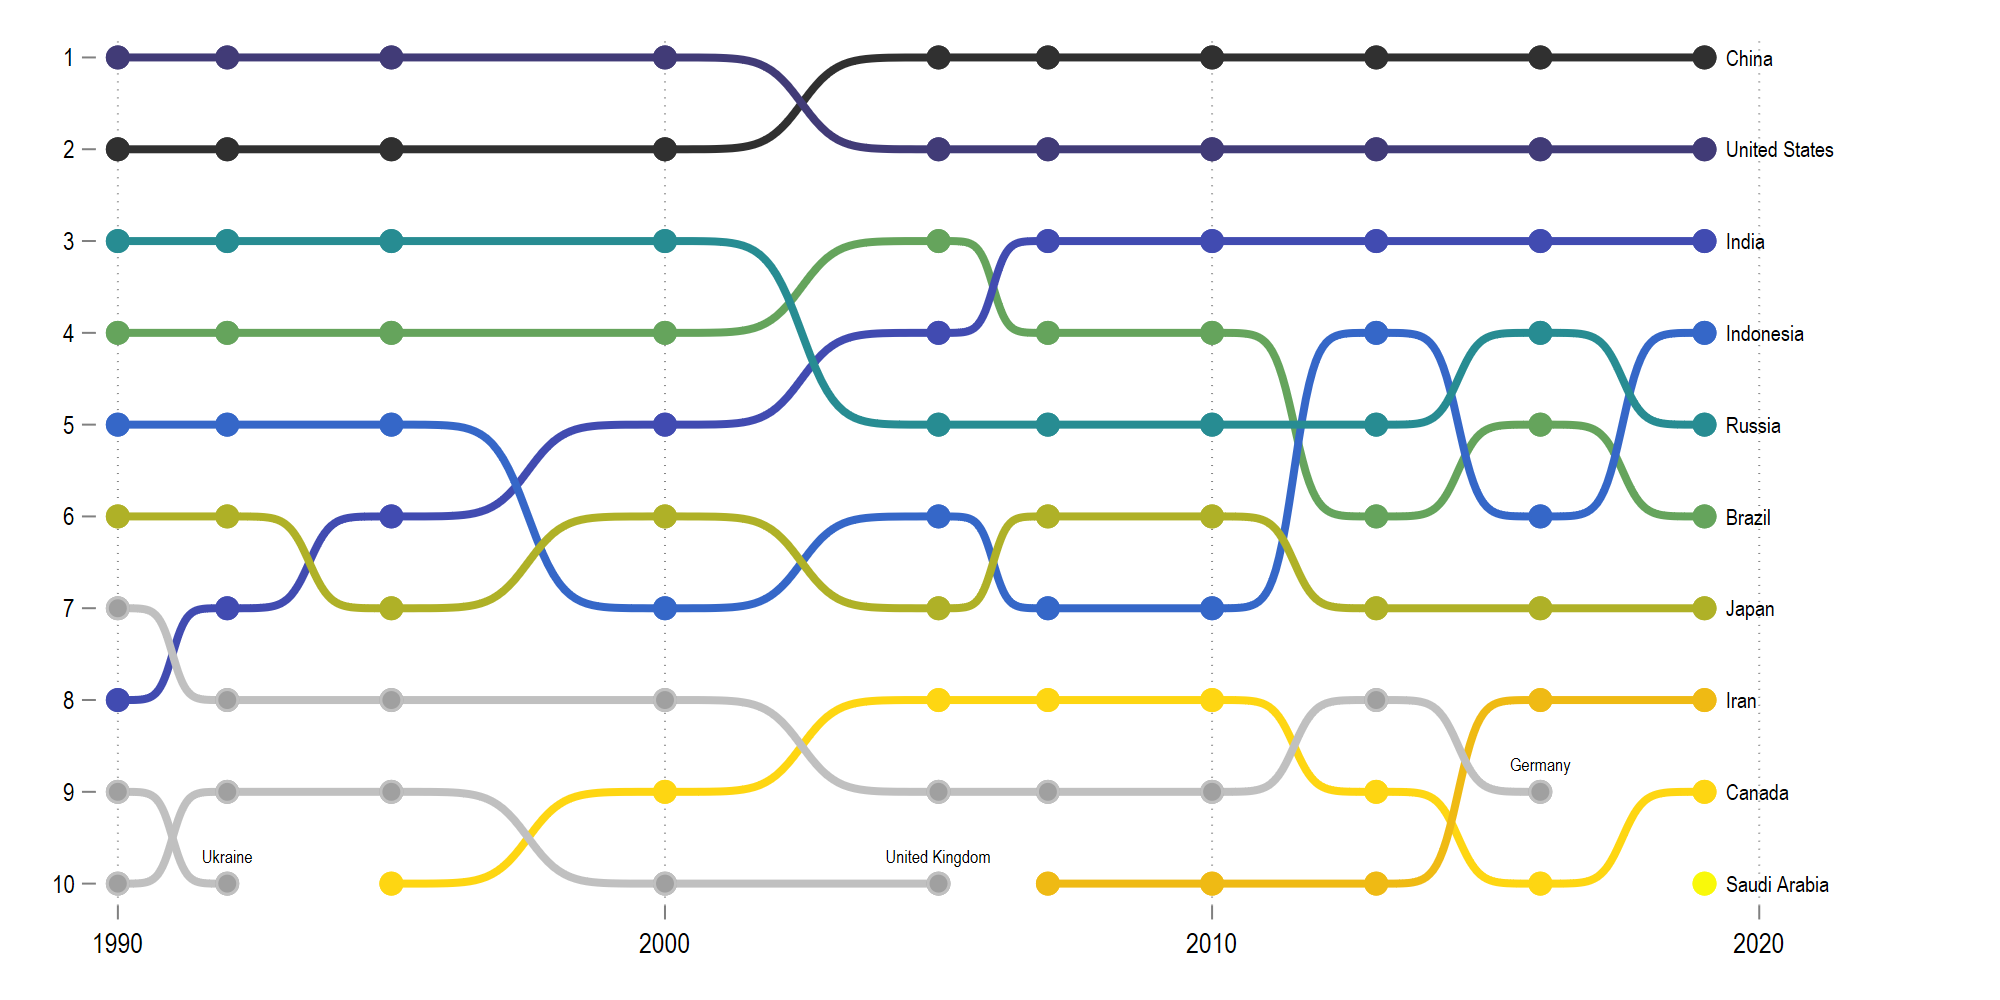 1
China
2
United States
3
India
4
Indonesia
5
Russia
6
Brazil
7
Japan
8
Iran
Germany
9
Canada
Ukraine
United Kingdom
10
Saudi Arabia
1990
2000
2010
2020